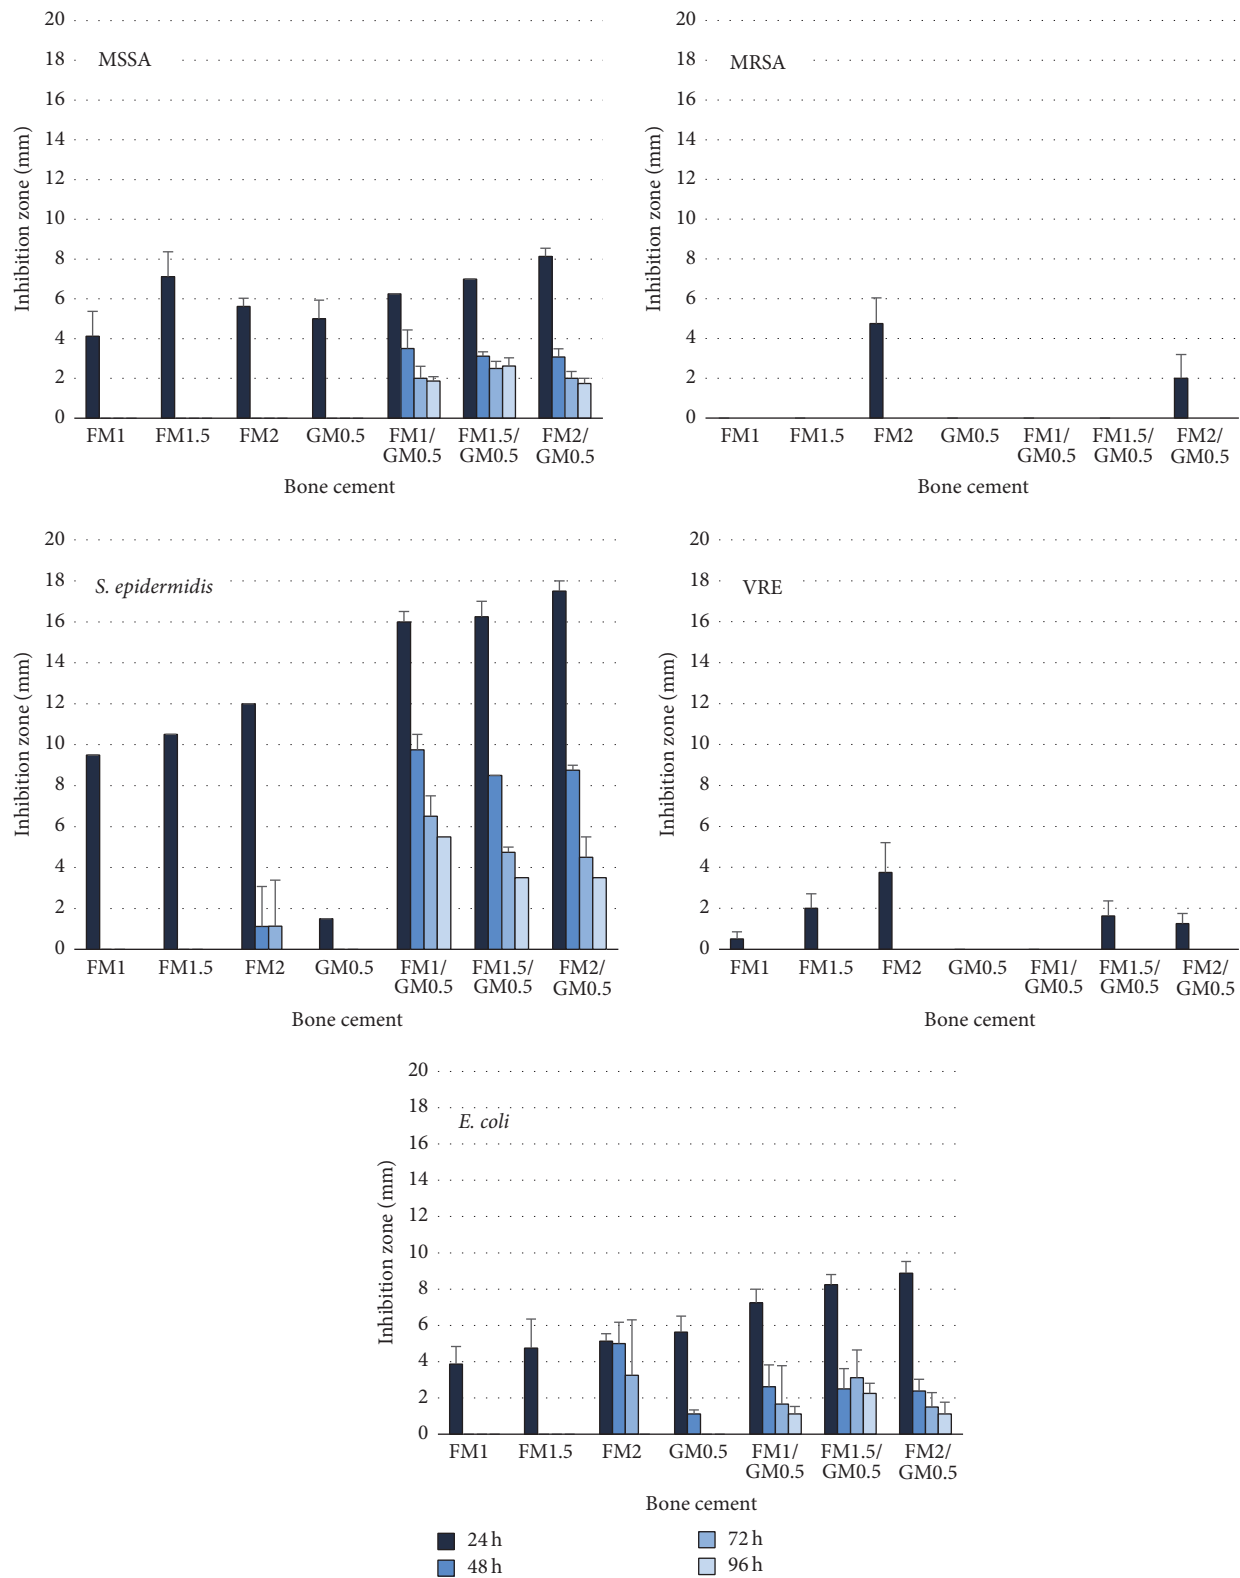 20
18
16
14
12
10
8
6
4
2
0
Inhibition zone (mm)
MSSA
FM1 FM1.5 FM2 GM0.5 FM1/ FM1.5/ FM2/
GM0.5 GM0.5 GM0.5
Bone cement
20
18
16
14
12
10
8
6
4
2
0
Inhibition zone (mm)
MRSA
FM1 FM1.5 FM2 GM0.5 FM1/ FM1.5/ FM2/
GM0.5 GM0.5 GM0.5
Bone cement
20
18
16
14
12
10
8
6
4
2
0
Inhibition zone (mm)
S. epidermidis
FM1 FM1.5 FM2 GM0.5 FM1/ FM1.5/ FM2/
GM0.5 GM0.5 GM0.5
Bone cement
20
18
16
14
12
10
8
6
4
2
0
Inhibition zone (mm)
VRE
FM1 FM1.5 FM2 GM0.5 FM1/ FM1.5/ FM2/
GM0.5 GM0.5 GM0.5
Bone cement
20
18
16
14
12
10
8
6
4
2
0
Inhibition zone (mm)
E. coli
FM1 FM1.5 FM2 GM0.5 FM1/ FM1.5/ FM2/
GM0.5 GM0.5 GM0.5
Bone cement
24 h
48 h
72 h
96 h